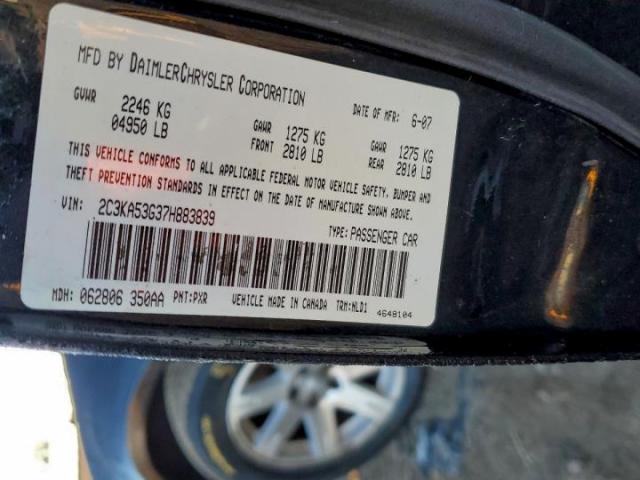 MFD BY DAIMLERCHRYSLER CORPORATION
DATE OF MFR: 6-07
GVWR 2246 KG 04950 LB
GAWR FRONT 1275 KG 2810 LB
GAWR REAR 1275 KG 2810 LB
THIS VEHICLE CONFORMS TO ALL APPLICABLE FEDERAL MOTOR VEHICLE SAFETY, BUMPER AND
THEFT PREVENTION STANDARDS IN EFFECT ON THE DATE OF MANUFACTURE SHOWN ABOVE.
VIN: 2C3KA53G37H883839
TYPE: PASSENGER CAR
MDH: 062806 350AA PNT: PXR VEHICLE MADE IN CANADA TRM: NLD1
4648104